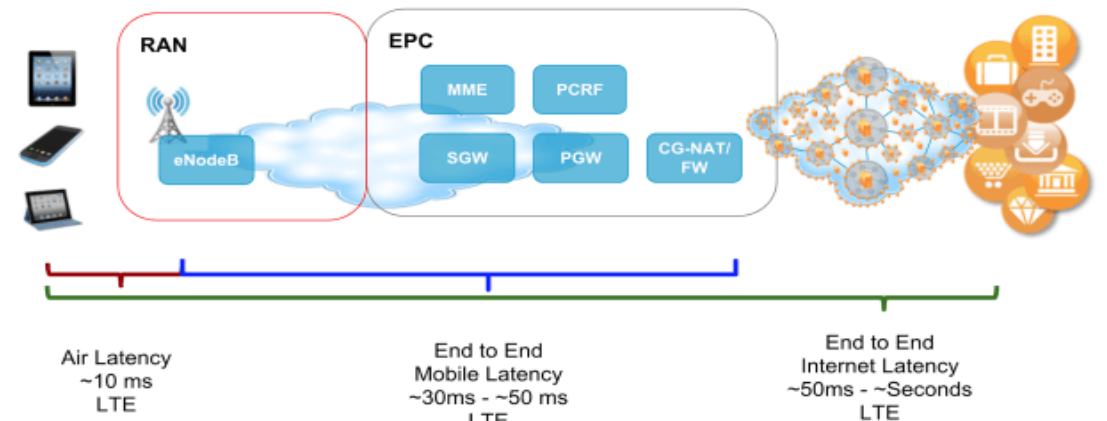 RAN
EPC
MME
PCRF
eNodeB
SGW
PGW
CG-NAT/
FW
Air Latency
~10 ms
LTE
End to End
Mobile Latency
~30ms - ~50 ms
LTE
End to End
Internet Latency
~50ms - ~Seconds
LTE